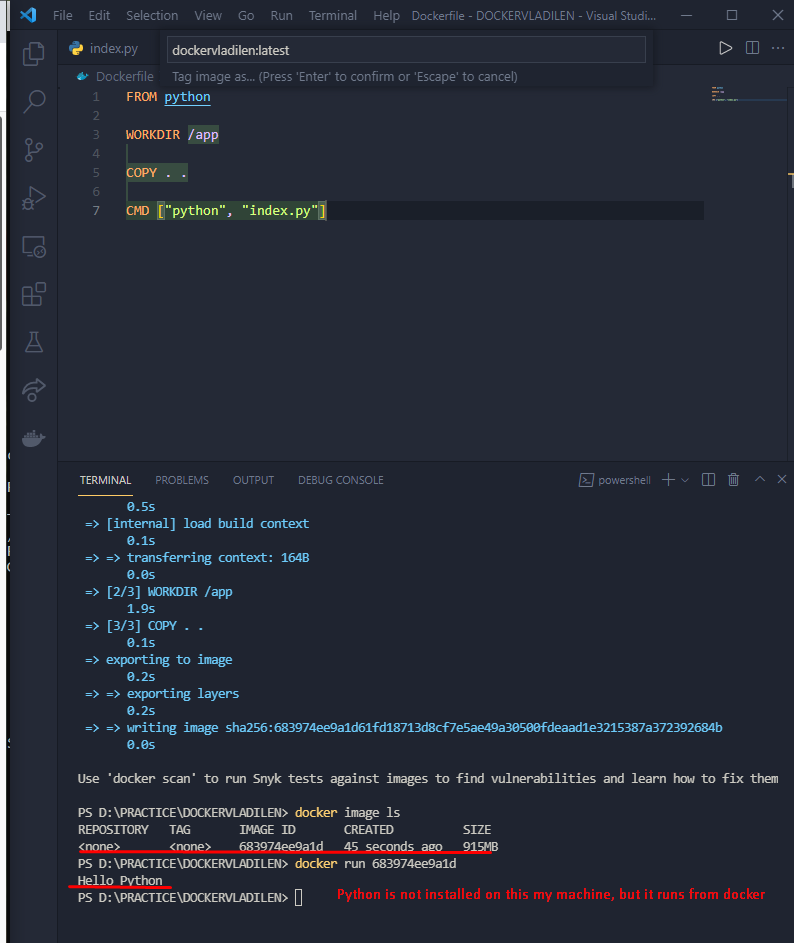 File Edit Selection View Go Run Terminal Help Dockerfile - DOCKERVLADILEN - Visual Studi...
index.py
dockervladilen:latest
Dockerfile
Tag image as... (Press 'Enter' to confirm or 'Escape' to cancel)
1 FROM python
2
3 WORKDIR /app
4
5 COPY . .
6
7 CMD ["python", "index.py"]
TERMINAL PROBLEMS OUTPUT DEBUG CONSOLE powershell
0.5s
=> [internal] load build context
0.1s
=> => transferring context: 164B
0.0s
=> [2/3] WORKDIR /app
1.9s
=> [3/3] COPY . .
0.1s
=> exporting to image
0.2s
=> => exporting layers
0.2s
=> => writing image sha256:683974ee9a1d61fd18713d8cf7e5ae49a30500fdeaad1e3215387a372392684b
0.0s
Use 'docker scan' to run Snyk tests against images to find vulnerabilities and learn how to fix them
PS D:\PRACTICE\DOCKERVLADILEN> docker image ls
REPOSITORY TAG IMAGE ID CREATED SIZE
<none> <none> 683974ee9a1d 45 seconds ago 915MB
PS D:\PRACTICE\DOCKERVLADILEN> docker run 683974ee9a1d
Hello Python
PS D:\PRACTICE\DOCKERVLADILEN>
Python is not installed on this my machine, but it runs from docker